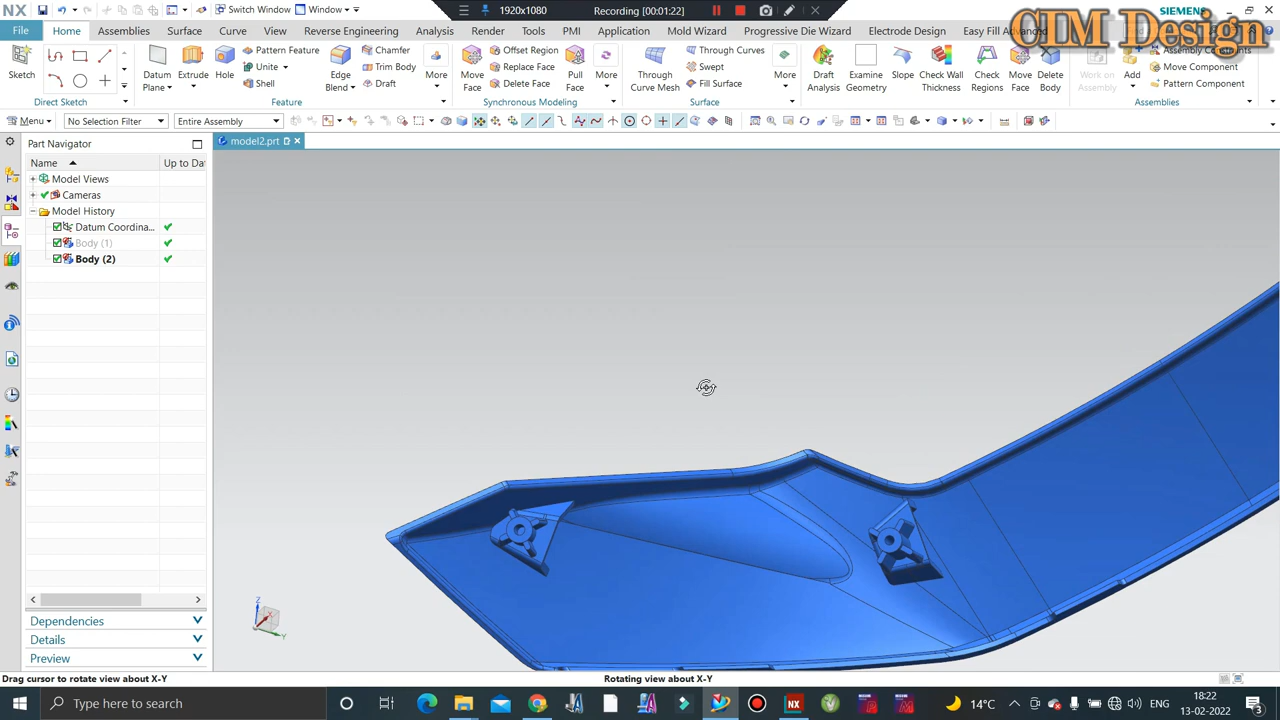 NX
Switch Window
Window
1920x1080
Recording [00:01:22]
SIEMENS
CIM Design
File
Home
Assemblies
Surface
Curve
View
Reverse Engineering
Analysis
Render
Tools
PMI
Application
Mold Wizard
Progressive Die Wizard
Electrode Design
Easy Fill Advanced
Sketch
Direct Sketch
Datum Plane
Extrude
Hole
Pattern Feature
Unite
Shell
Edge Blend
Chamfer
Trim Body
Draft
More
Feature
Move Face
Offset Region
Replace Face
Delete Face
Pull Face
More
Synchronous Modeling
Through Curve Mesh
Through Curves
Swept
Fill Surface
More
Surface
Draft Analysis
Examine Geometry
Slope
Check Wall Thickness
Check Regions
Move Face
Delete Body
Work on Assembly
Add
Assembly Constraints
Move Component
Pattern Component
Assemblies
Menu
No Selection Filter
Entire Assembly
Part Navigator
model2.prt
Name
Up to Da
Model Views
Cameras
Model History
Datum Coordina...
Body (1)
Body (2)
Dependencies
Details
Preview
Z
X
Y
Drag cursor to rotate view about X-Y
Rotating view about X-Y
Type here to search
14°C
ENG
18:22
13-02-2022
3